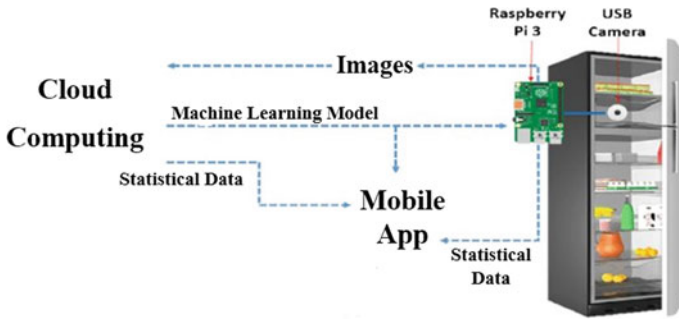 Raspberry
Pi 3
USB
Camera
Images
Cloud
Computing
Machine Learning Model
Statistical Data
Mobile
App
Statistical
Data